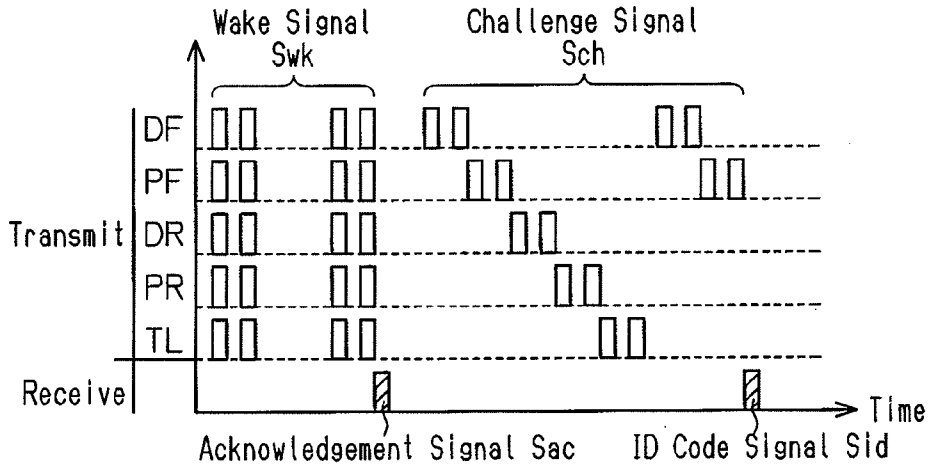 Wake Signal
Swk
Challenge Signal
Sch
Transmit
DF
PF
DR
PR
TL
Receive
Time
Acknowledgement Signal Sac
ID Code Signal Sid